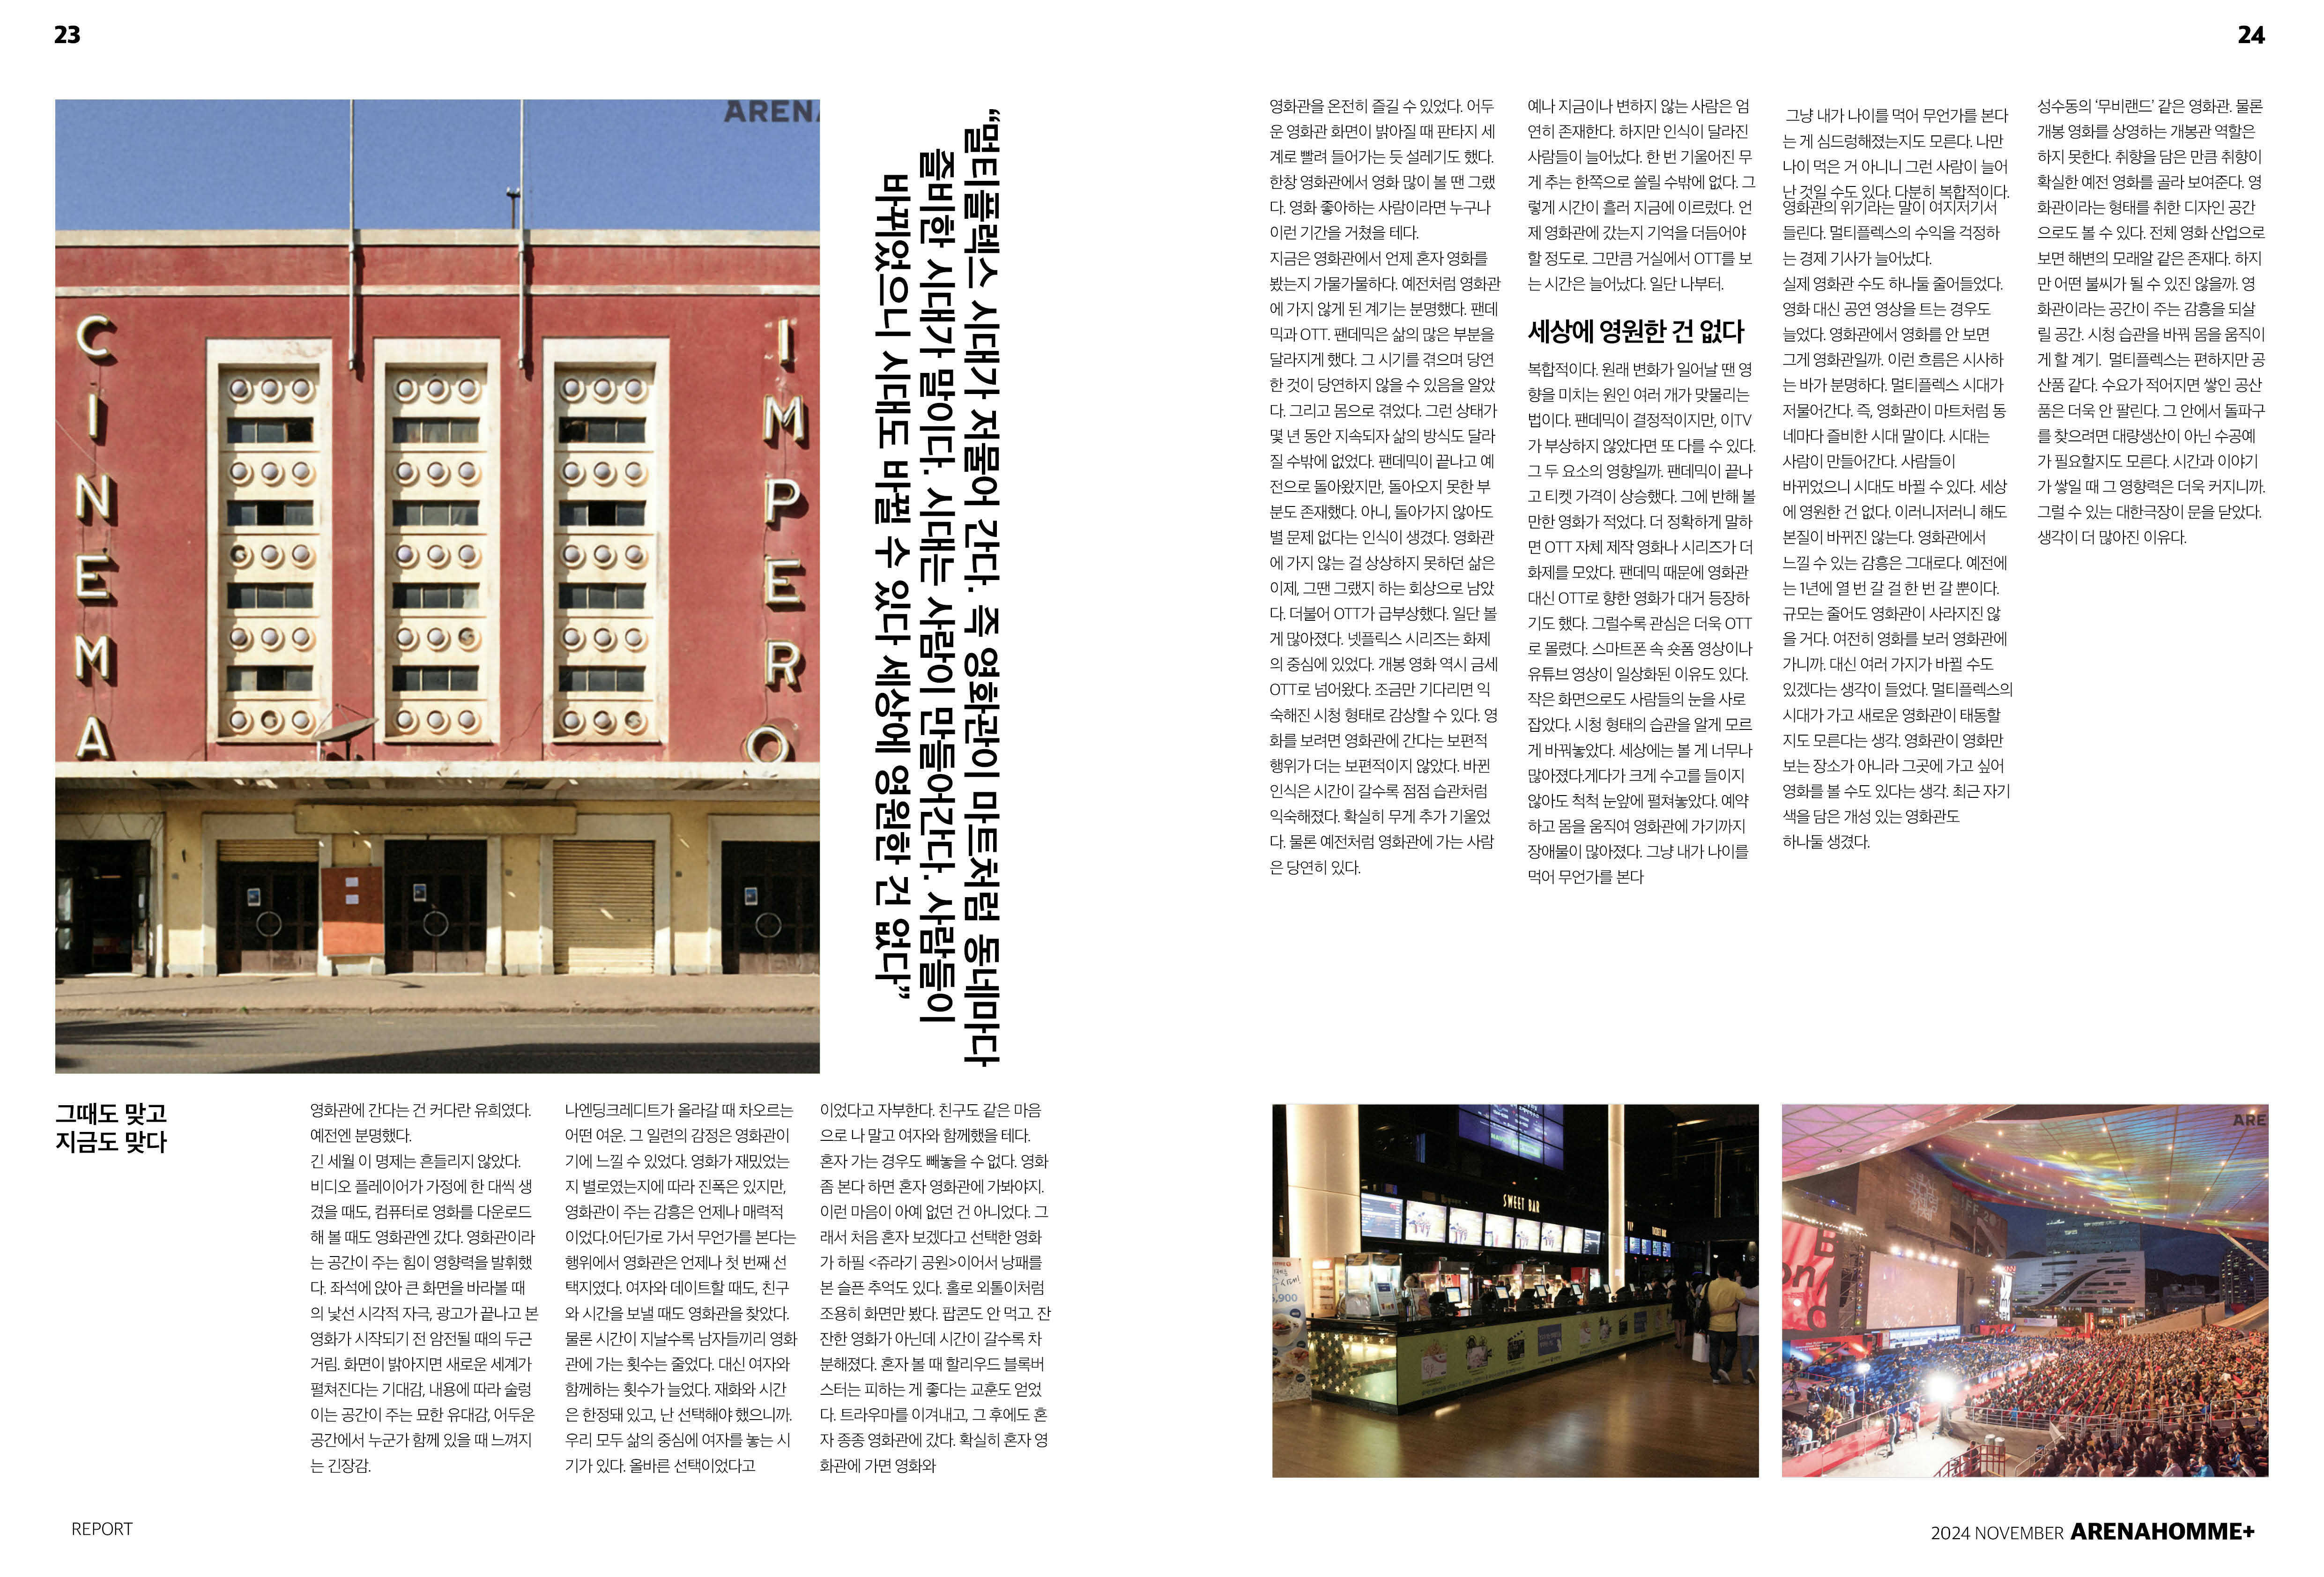 23
24
AREN
CINEMA
IMPERO
”멀티플렉스 시대가 저물어 간다. 즉 영화관이 마트처럼 동네마다
즐비한 시대가 말이다. 시대는 사람이 만들어간다. 사람들이
바뀌었으니 시대도 바뀔 수 있다 세상에 영원한 건 없다”
그때도 맞고
지금도 맞다
영화관에 간다는 건 커다란 유희였다.
예전엔 분명했다.
긴 세월 이 명제는 흔들리지 않았다.
비디오 플레이어가 가정에 한 대씩 생
겼을 때도, 컴퓨터로 영화를 다운로드
해 볼 때도 영화관엔 갔다. 영화관이라
는 공간이 주는 힘이 영향력을 발휘했
다. 좌석에 앉아 큰 화면을 바라볼 때
의 낯선 시각적 자극, 광고가 끝나고 본
영화가 시작되기 전 암전될 때의 두근
거림. 화면이 밝아지면 새로운 세계가
펼쳐진다는 기대감, 내용에 따라 술렁
이는 공간이 주는 묘한 유대감, 어두운
공간에서 누군가 함께 있을 때 느껴지
는 긴장감.
나엔딩크레디트가 올라갈 때 차오르는
어떤 여운. 그 일련의 감정은 영화관이
기에 느낄 수 있었다. 영화가 재밌었는
지 별로였는지에 따라 진폭은 있지만,
영화관이 주는 감흥은 언제나 매력적
이었다.어딘가로 가서 무언가를 본다는
행위에서 영화관은 언제나 첫 번째 선
택지였다. 여자와 데이트할 때도, 친구
와 시간을 보낼 때도 영화관을 찾았다.
물론 시간이 지날수록 남자들끼리 영화
관에 가는 횟수는 줄었다. 대신 여자와
함께하는 횟수가 늘었다. 재화와 시간
은 한정돼 있고, 난 선택해야 했으니까.
우리 모두 삶의 중심에 여자를 놓는 시
기가 있다. 올바른 선택이었다고
이었다고 자부한다. 친구도 같은 마음
으로 나 말고 여자와 함께했을 테다.
혼자 가는 경우도 빼놓을 수 없다. 영화
좀 본다 하면 혼자 영화관에 가봐야지.
이런 마음이 아예 없던 건 아니었다. 그
래서 처음 혼자 보겠다고 선택한 영화
가 하필 <쥬라기 공원>이어서 낭패를
본 슬픈 추억도 있다. 홀로 외톨이처럼
조용히 화면만 봤다. 팝콘도 안 먹고. 잔
잔한 영화가 아닌데 시간이 갈수록 차
분해졌다. 혼자 볼 때 할리우드 블록버
스터는 피하는 게 좋다는 교훈도 얻었
다. 트라우마를 이겨내고, 그 후에도 혼
자 종종 영화관에 갔다. 확실히 혼자 영
화관에 가면 영화와
REPORT
영화관을 온전히 즐길 수 있었다. 어두
운 영화관 화면이 밝아질 때 판타지 세
계로 빨려 들어가는 듯 설레기도 했다.
한창 영화관에서 영화 많이 볼 땐 그랬
다. 영화 좋아하는 사람이라면 누구나
이런 기간을 거쳤을 테다.
지금은 영화관에서 언제 혼자 영화를
봤는지 가물가물하다. 예전처럼 영화관
에 가지 않게 된 계기는 분명했다. 팬데
믹과 OTT. 팬데믹은 삶의 많은 부분을
달라지게 했다. 그 시기를 겪으며 당연
한 것이 당연하지 않을 수 있음을 알았
다. 그리고 몸으로 겪었다. 그런 상태가
몇 년 동안 지속되자 삶의 방식도 달라
질 수밖에 없었다. 팬데믹이 끝나고 예
전으로 돌아왔지만, 돌아오지 못한 부
분도 존재했다. 아니, 돌아가지 않아도
별 문제 없다는 인식이 생겼다. 영화관
에 가지 않는 걸 상상하지 못하던 삶은
이제, 그땐 그랬지 하는 회상으로 남았
다. 더불어 OTT가 급부상했다. 일단 볼
게 많아졌다. 넷플릭스 시리즈는 화제
의 중심에 있었다. 개봉 영화 역시 금세
OTT로 넘어왔다. 조금만 기다리면 익
숙해진 시청 형태로 감상할 수 있다. 영
화를 보려면 영화관에 간다는 보편적
행위가 더는 보편적이지 않았다. 바뀐
인식은 시간이 갈수록 점점 습관처럼
익숙해졌다. 확실히 무게 추가 기울었
다. 물론 예전처럼 영화관에 가는 사람
은 당연히 있다.
예나 지금이나 변하지 않는 사람은 엄
연히 존재한다. 하지만 인식이 달라진
사람들이 늘어났다. 한 번 기울어진 무
게 추는 한쪽으로 쏠릴 수밖에 없다. 그
렇게 시간이 흘러 지금에 이르렀다. 언
제 영화관에 갔는지 기억을 더듬어야
할 정도로. 그만큼 거실에서 OTT를 보
는 시간은 늘어났다. 일단 나부터.
세상에 영원한 건 없다
복합적이다. 원래 변화가 일어날 땐 영
향을 미치는 원인 여러 개가 맞물리는
법이다. 팬데믹이 결정적이지만, 이TV
가 부상하지 않았다면 또 다를 수 있다.
그 두 요소의 영향일까. 팬데믹이 끝나
고 티켓 가격이 상승했다. 그에 반해 볼
만한 영화가 적었다. 더 정확하게 말하
면 OTT 자체 제작 영화나 시리즈가 더
화제를 모았다. 팬데믹 때문에 영화관
대신 OTT로 향한 영화가 대거 등장하
기도 했다. 그럴수록 관심은 더욱 OTT
로 몰렸다. 스마트폰 속 숏폼 영상이나
유튜브 영상이 일상화된 이유도 있다.
작은 화면으로도 사람들의 눈을 사로
잡았다. 시청 형태의 습관을 알게 모르
게 바꿔놓았다. 세상에는 볼 게 너무나
많아졌다.게다가 크게 수고를 들이지
않아도 척척 눈앞에 펼쳐놓았다. 예약
하고 몸을 움직여 영화관에 가기까지
장애물이 많아졌다. 그냥 내가 나이를
먹어 무언가를 본다
그냥 내가 나이를 먹어 무언가를 본다
는 게 심드렁해졌는지도 모른다. 나만
나이 먹은 거 아니니 그런 사람이 늘어
난 것일 수도 있다. 다분히 복합적이다.
영화관의 위기라는 말이 여지저기서
들린다. 멀티플렉스의 수익을 걱정하
는 경제 기사가 늘어났다.
실제 영화관 수도 하나둘 줄어들었다.
영화 대신 공연 영상을 트는 경우도
늘었다. 영화관에서 영화를 안 보면
그게 영화관일까. 이런 흐름은 시사하
는 바가 분명하다. 멀티플렉스 시대가
저물어간다. 즉, 영화관이 마트처럼 동
네마다 즐비한 시대 말이다. 시대는
사람이 만들어간다. 사람들이
바뀌었으니 시대도 바뀔 수 있다. 세상
에 영원한 건 없다. 이러니저러니 해도
본질이 바뀌진 않는다. 영화관에서
느낄 수 있는 감흥은 그대로다. 예전에
는 1년에 열 번 갈 걸 한 번 갈 뿐이다.
규모는 줄어도 영화관이 사라지진 않
을 거다. 여전히 영화를 보러 영화관에
가니까. 대신 여러 가지가 바뀔 수도
있겠다는 생각이 들었다. 멀티플렉스의
시대가 가고 새로운 영화관이 태동할
지도 모른다는 생각. 영화관이 영화만
보는 장소가 아니라 그곳에 가고 싶어
영화를 볼 수도 있다는 생각. 최근 자기
색을 담은 개성 있는 영화관도
하나둘 생겼다.
성수동의 ‘무비랜드’ 같은 영화관. 물론
개봉 영화를 상영하는 개봉관 역할은
하지 못한다. 취향을 담은 만큼 취향이
확실한 예전 영화를 골라 보여준다. 영
화관이라는 형태를 취한 디자인 공간
으로도 볼 수 있다. 전체 영화 산업으로
보면 해변의 모래알 같은 존재다. 하지
만 어떤 불씨가 될 수 있진 않을까. 영
화관이라는 공간이 주는 감흥을 되살
릴 공간. 시청 습관을 바꿔 몸을 움직이
게 할 계기. 멀티플렉스는 편하지만 공
산품 같다. 수요가 적어지면 쌓인 공산
품은 더욱 안 팔린다. 그 안에서 돌파구
를 찾으려면 대량생산이 아닌 수공예
가 필요할지도 모른다. 시간과 이야기
가 쌓일 때 그 영향력은 더욱 커지니까.
그럴 수 있는 대한극장이 문을 닫았다.
생각이 더 많아진 이유다.
SWEET BAR
5,900
ARE
ARE
2024 NOVEMBER ARENAHOMME+